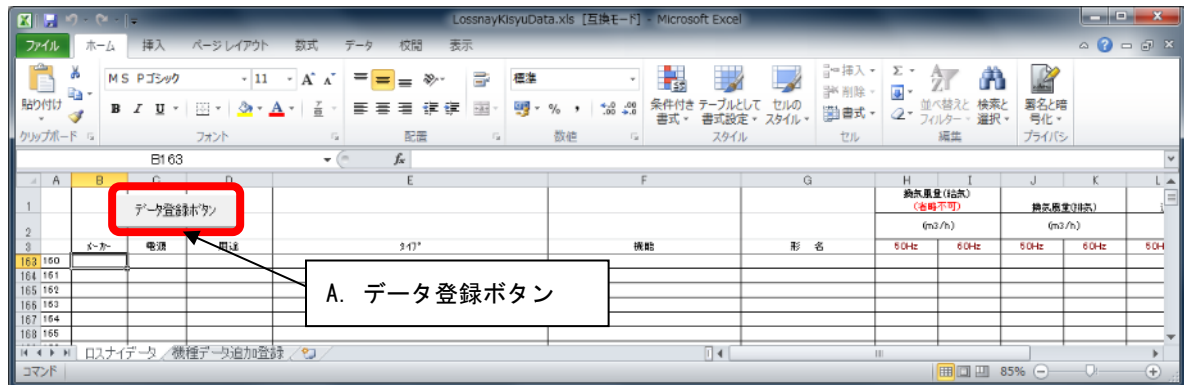 LossnayKisyuData.xls [互換モード] - Microsoft Excel
ファイル ホーム 挿入 ページ レイアウト 数式 データ 校閲 表示
貼り付け
MS Pゴシック 11
B I U
標準
% ,
条件付き書式 テーブルとして書式設定 セルのスタイル
挿入
削除
書式
並べ替えと フィルター 検索と選択
署名と暗号化
クリップボード フォント 配置 数値 スタイル セル 編集 プライバシ
B163 fx
A B C D E F G H I J K L
1 データ登録ボタン 換気風量(給気) 換気風量(排気)
(省略不可)
2 (m3/h) (m3/h)
3 メーカー 電源 用途 タイプ 機能 形 名 50Hz 60Hz 50Hz 60Hz 50H
163 160
164 161
165 162
166 163
167 164
168 165
A. データ登録ボタン
ロスナイデータ 機種データ追加登録
コマンド 85%